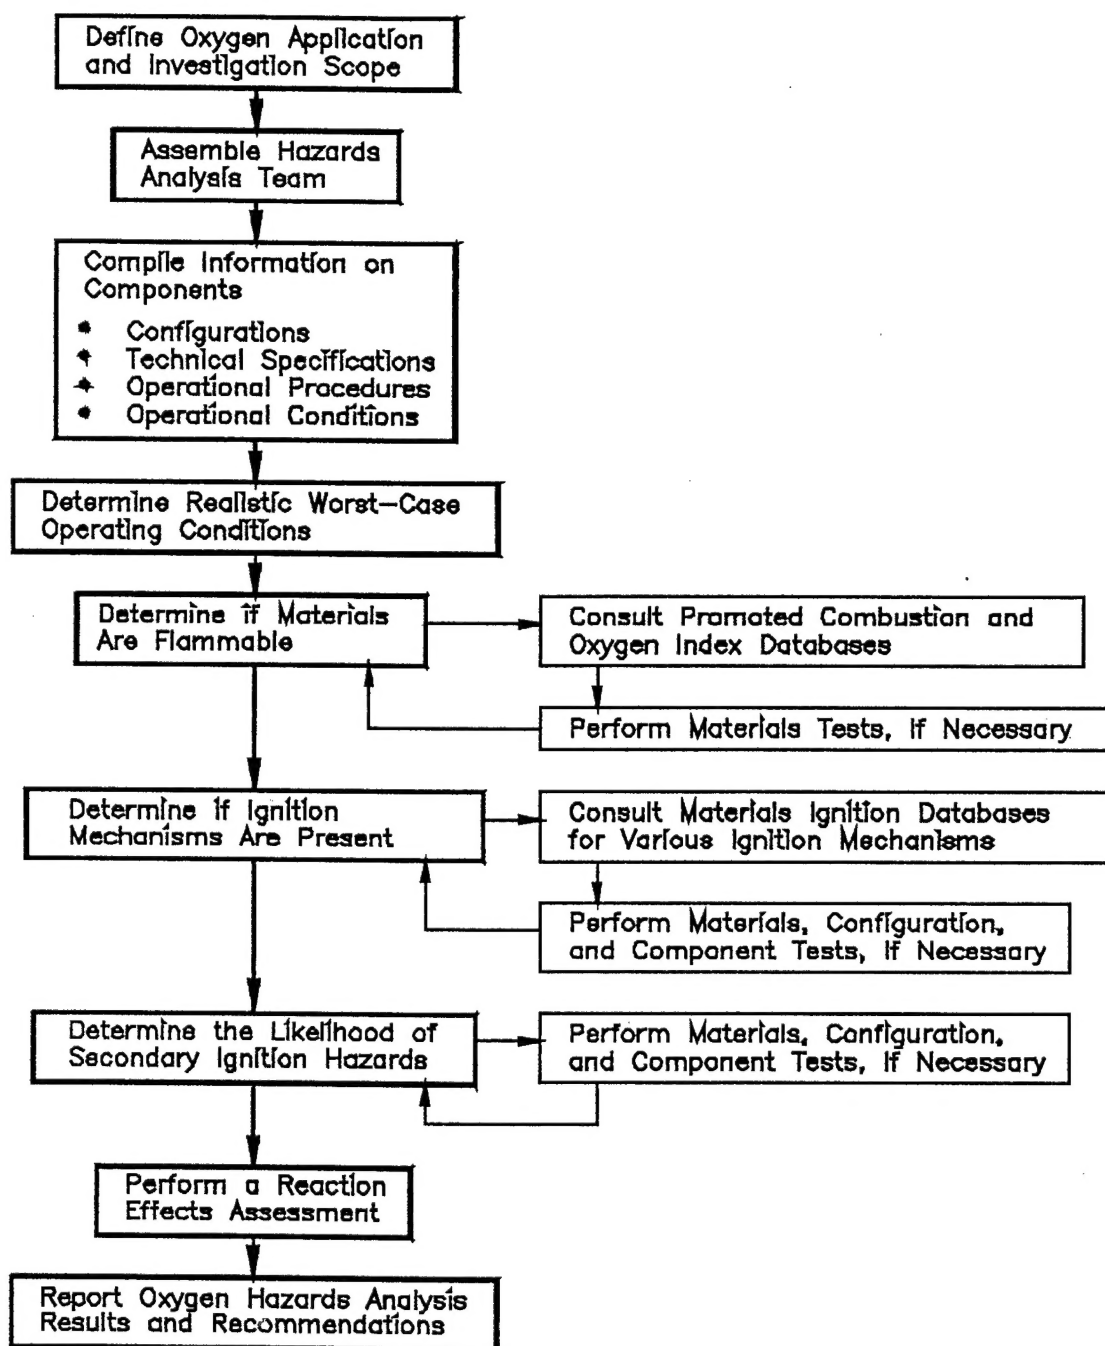 Define Oxygen Application
and Investigation Scope
Assemble Hazards
Analysis Team
Compile Information on
Components
• Configurations
• Technical Specifications
• Operational Procedures
• Operational Conditions
Determine Realistic Worst-Case
Operating Conditions
Determine if Materials
Are Flammable
Consult Promoted Combustion and
Oxygen Index Databases
Perform Materials Tests, If Necessary
Determine if Ignition
Mechanisms Are Present
Consult Materials Ignition Databases
for Various Ignition Mechanisms
Perform Materials, Configuration,
and Component Tests, If Necessary
Determine the Likelihood of
Secondary Ignition Hazards
Perform Materials, Configuration,
and Component Tests, If Necessary
Perform a Reaction
Effects Assessment
Report Oxygen Hazards Analysis
Results and Recommendations